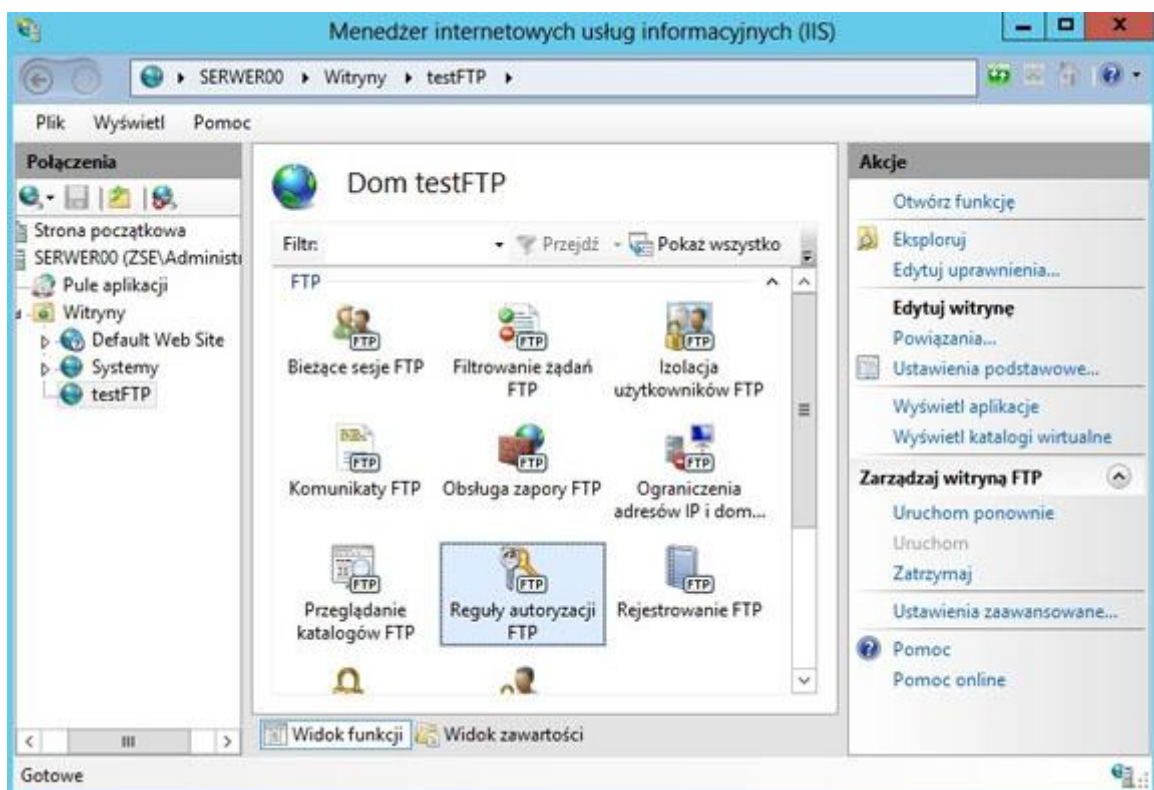 Menedżer internetowych usług informacyjnych (IIS)
SERWER00 Witryny testFTP
Plik Wyświetl Pomoc
Połączenia
Strona początkowa
SERWER00 (ZSE\Administ
Pule aplikacji
Witryny
Default Web Site
Systemy
testFTP
Dom testFTP
Filtr: Przejdź Pokaż wszystko
FTP
Bieżące sesje FTP
Filtrowanie żądań
FTP
Izolacja
użytkowników FTP
Komunikaty FTP
Obsługa zapory FTP
Ograniczenia
adresów IP i dom...
Przeglądanie
katalogów FTP
Reguły autoryzacji
FTP
Rejestrowanie FTP
Widok funkcji Widok zawartości
Akcje
Otwórz funkcję
Eksploruj
Edytuj uprawnienia...
Edytuj witrynę
Powiązania...
Ustawienia podstawowe...
Wyświetl aplikacje
Wyświetl katalogi wirtualne
Zarządzaj witryną FTP
Uruchom ponownie
Uruchom
Zatrzymaj
Ustawienia zaawansowane...
Pomoc
Pomoc online
Gotowe